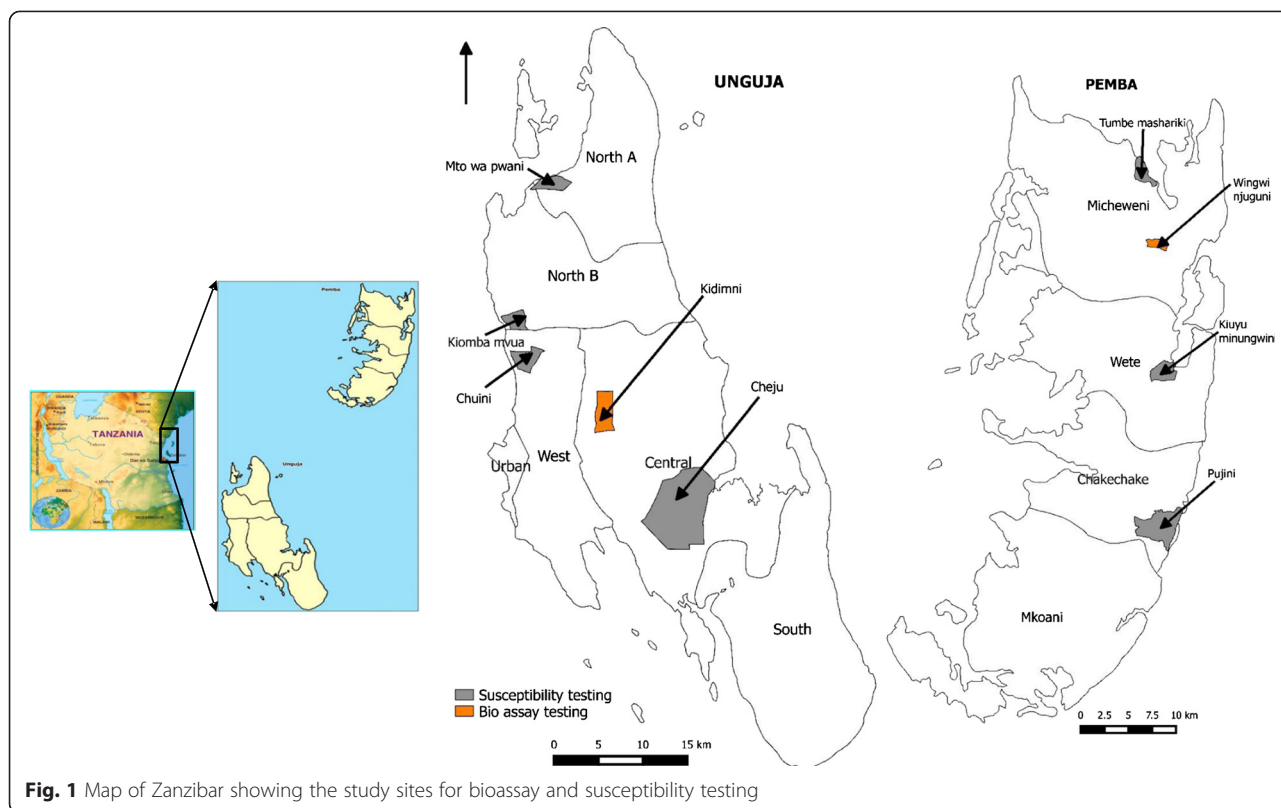 UNGUJA
North A
Mto wa pwani
North B
Kidimni
Kiomba mvua
Chuini
Cheju
Central
Urban
West
South
Susceptibility testing
Bio assay testing
0 5 10 15 km
PEMBA
Tumbe mashariki
Wingwi
njuguni
Micheweni
Kiuyu
minungwini
Wete
Chakechake
Pujini
Mkoani
0 2.5 5 7.5 10 km
Pemba
Unguja
TANZANIA
Fig. 1 Map of Zanzibar showing the study sites for bioassay and susceptibility testing